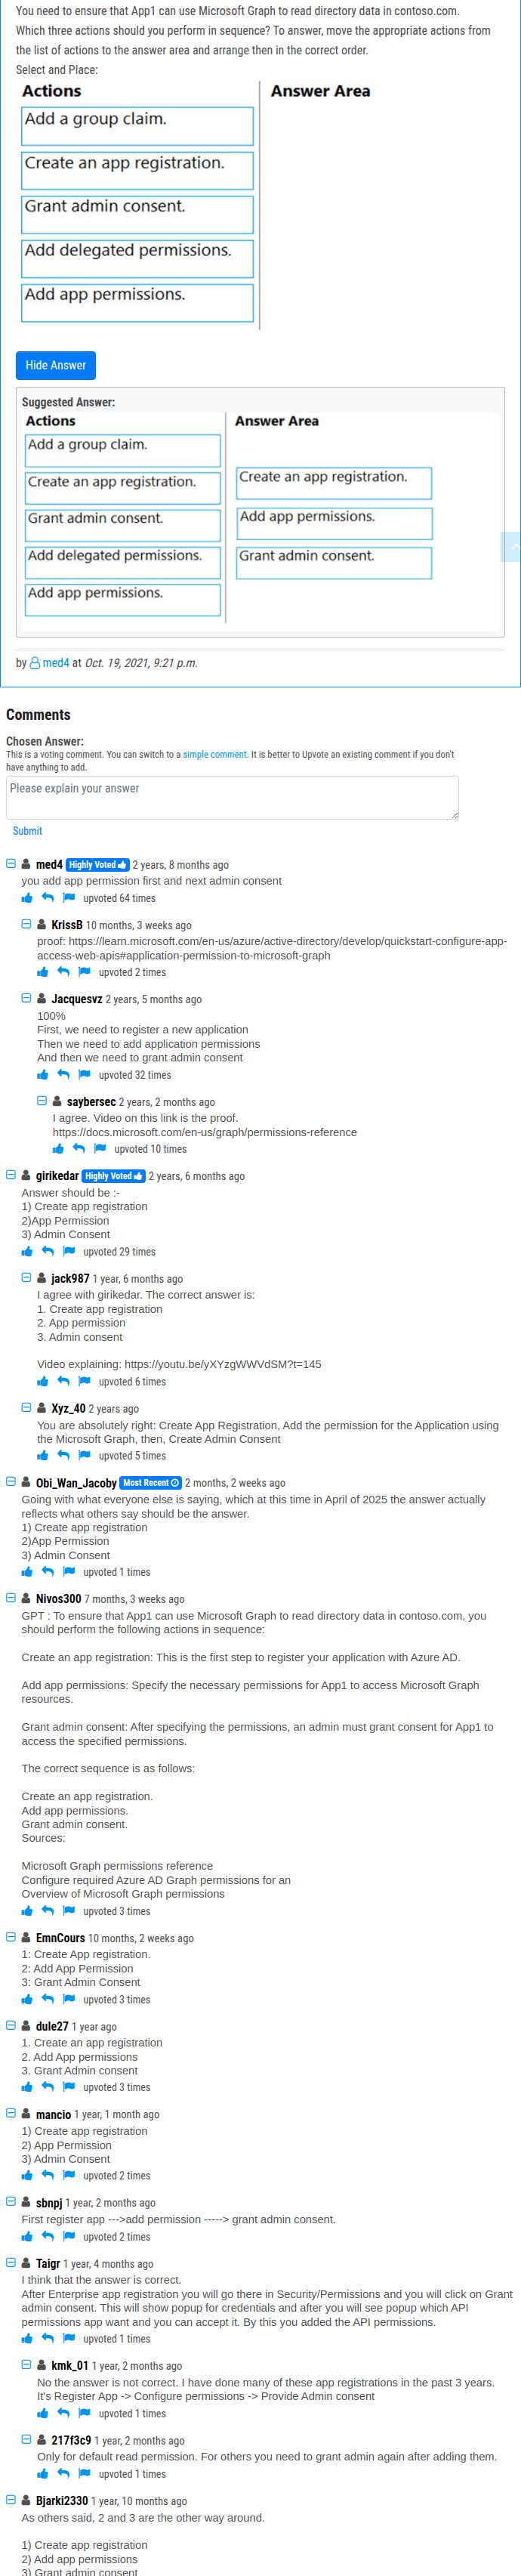 You need to ensure that App1 can use Microsoft Graph to read directory data in contoso.com.
Which three actions should you perform in sequence? To answer, move the appropriate actions from
the list of actions to the answer area and arrange then in the correct order.
Select and Place:
Actions
Answer Area
Add a group claim.
Create an app registration.
Grant admin consent.
Add delegated permissions.
Add app permissions.
Hide Answer
Suggested Answer:
Actions
Answer Area
Add a group claim.
Create an app registration.
Grant admin consent.
Add delegated permissions.
Add app permissions.
Create an app registration.
Add app permissions.
Grant admin consent.
by med4 at Oct. 19, 2021, 9:21 p.m.
Comments
Chosen Answer:
This is a voting comment. You can switch to a simple comment. It is better to Upvote an existing comment if you don't
have anything to add.
Please explain your answer
Submit
med4 Highly Voted 2 years, 8 months ago
you add app permission first and next admin consent
upvoted 64 times
KrissB 10 months, 3 weeks ago
proof: https://learn.microsoft.com/en-us/azure/active-directory/develop/quickstart-configure-app-
access-web-apis#application-permission-to-microsoft-graph
upvoted 2 times
Jacquesvz 2 years, 5 months ago
100%
First, we need to register a new application
Then we need to add application permissions
And then we need to grant admin consent
upvoted 32 times
saybersec 2 years, 2 months ago
I agree. Video on this link is the proof.
https://docs.microsoft.com/en-us/graph/permissions-reference
upvoted 10 times
girikedar Highly Voted 2 years, 6 months ago
Answer should be :-
1) Create app registration
2)App Permission
3) Admin Consent
upvoted 29 times
jack987 1 year, 6 months ago
I agree with girikedar. The correct answer is:
1. Create app registration
2. App permission
3. Admin consent
Video explaining: https://youtu.be/yXYzgWWVdSM?t=145
upvoted 6 times
Xyz_40 2 years ago
You are absolutely right: Create App Registration, Add the permission for the Application using
the Microsoft Graph, then, Create Admin Consent
upvoted 5 times
Obi_Wan_Jacoby Most Recent 2 months, 2 weeks ago
Going with what everyone else is saying, which at this time in April of 2025 the answer actually
reflects what others say should be the answer.
1) Create app registration
2)App Permission
3) Admin Consent
upvoted 1 times
Nivos300 7 months, 3 weeks ago
GPT : To ensure that App1 can use Microsoft Graph to read directory data in contoso.com, you
should perform the following actions in sequence:
Create an app registration: This is the first step to register your application with Azure AD.
Add app permissions: Specify the necessary permissions for App1 to access Microsoft Graph
resources.
Grant admin consent: After specifying the permissions, an admin must grant consent for App1 to
access the specified permissions.
The correct sequence is as follows:
Create an app registration.
Add app permissions.
Grant admin consent.
Sources:
Microsoft Graph permissions reference
Configure required Azure AD Graph permissions for an
Overview of Microsoft Graph permissions
upvoted 3 times
EmnCours 10 months, 2 weeks ago
1: Create App registration.
2: Add App Permission
3: Grant Admin Consent
upvoted 3 times
dule27 1 year ago
1. Create an app registration
2. Add App permissions
3. Grant Admin consent
upvoted 3 times
mancio 1 year, 1 month ago
1) Create app registration
2) App Permission
3) Admin Consent
upvoted 2 times
sbnpj 1 year, 2 months ago
First register app --->add permission -----> grant admin consent.
upvoted 2 times
Taigr 1 year, 4 months ago
I think that the answer is correct.
After Enterprise app registration you will go there in Security/Permissions and you will click on Grant
admin consent. This will show popup for credentials and after you will see popup which API
permissions app want and you can accept it. By this you added the API permissions.
upvoted 1 times
kmk_01 1 year, 2 months ago
No the answer is not correct. I have done many of these app registrations in the past 3 years.
It's Register App -> Configure permissions -> Provide Admin consent
upvoted 1 times
217f3c9 1 year, 2 months ago
Only for default read permission. For others you need to grant admin again after adding them.
upvoted 1 times
Bjarki2330 1 year, 10 months ago
As others said, 2 and 3 are the other way around.
1) Create app registration
2) Add app permissions
3) Grant admin consent